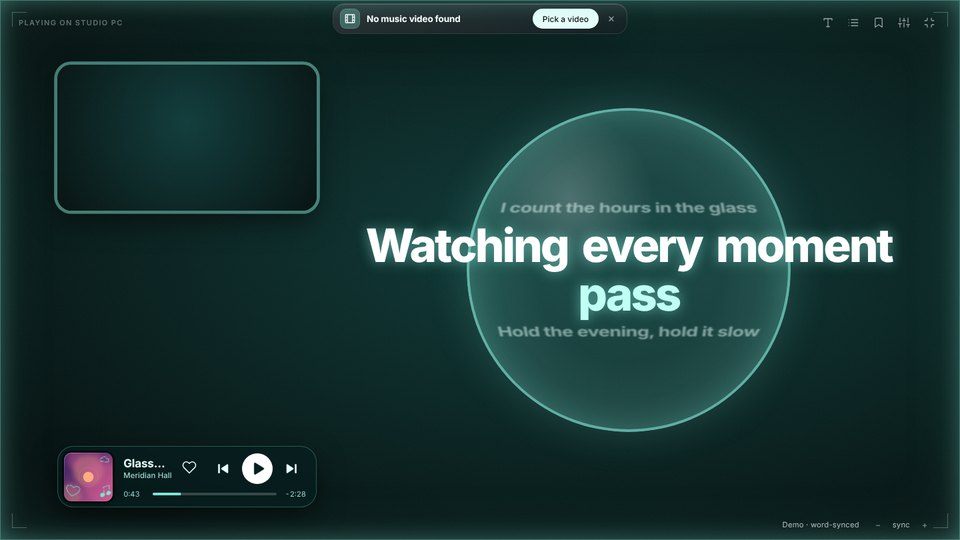 PLAYING ON STUDIO PC
No music video found
Pick a video
I count the hours in the glass
Watching every moment
pass
Hold the evening, hold it slow
Glass...
Meridian Hall
0:43
-2:28
Demo · word-synced
− sync +